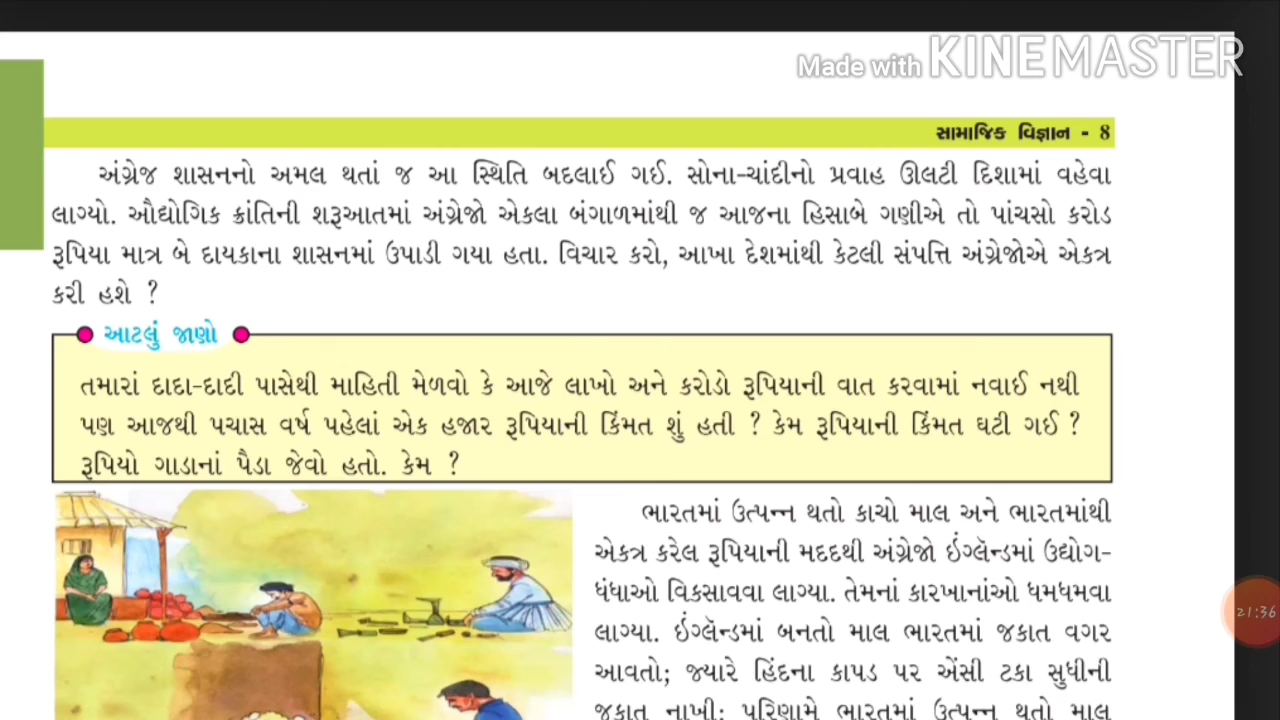 Made with KINEMASTER
સામાજિક વિજ્ઞાન - 8
અંગ્રેજ શાસનનો અમલ થતાં જ આ સ્થિતિ બદલાઈ ગઈ. સોના-ચાંદીનો પ્રવાહ ઊલટી દિશામાં વહેવા
લાગ્યો. ઔદ્યોગિક ક્રાંતિની શરૂઆતમાં અંગ્રેજો એકલા બંગાળમાંથી જ આજના હિસાબે ગણીએ તો પાંચસો કરોડ
રૂપિયા માત્ર બે દાયકાના શાસનમાં ઉપાડી ગયા હતા. વિચાર કરો, આખા દેશમાંથી કેટલી સંપત્તિ અંગ્રેજોએ એકત્ર
કરી હશે ?
આટલું જાણો
તમારાં દાદા-દાદી પાસેથી માહિતી મેળવો કે આજે લાખો અને કરોડો રૂપિયાની વાત કરવામાં નવાઈ નથી
પણ આજથી પચાસ વર્ષ પહેલાં એક હજાર રૂપિયાની કિંમત શું હતી ? કેમ રૂપિયાની કિંમત ઘટી ગઈ ?
રૂપિયો ગાડાનાં પૈડા જેવો હતો. કેમ ?
ભારતમાં ઉત્પન્ન થતો કાચો માલ અને ભારતમાંથી
એકત્ર કરેલ રૂપિયાની મદદથી અંગ્રેજો ઇંગ્લૅન્ડમાં ઉદ્યોગ-
ધંધાઓ વિકસાવવા લાગ્યા. તેમનાં કારખાનાંઓ ધમધમવા
લાગ્યા. ઇંગ્લૅન્ડમાં બનતો માલ ભારતમાં જકાત વગર
આવતો; જ્યારે હિંદના કાપડ પર એંસી ટકા સુધીની
જકાત નાખી; પરિણામે ભારતમાં ઉત્પન્ન થતો માલ
21:36